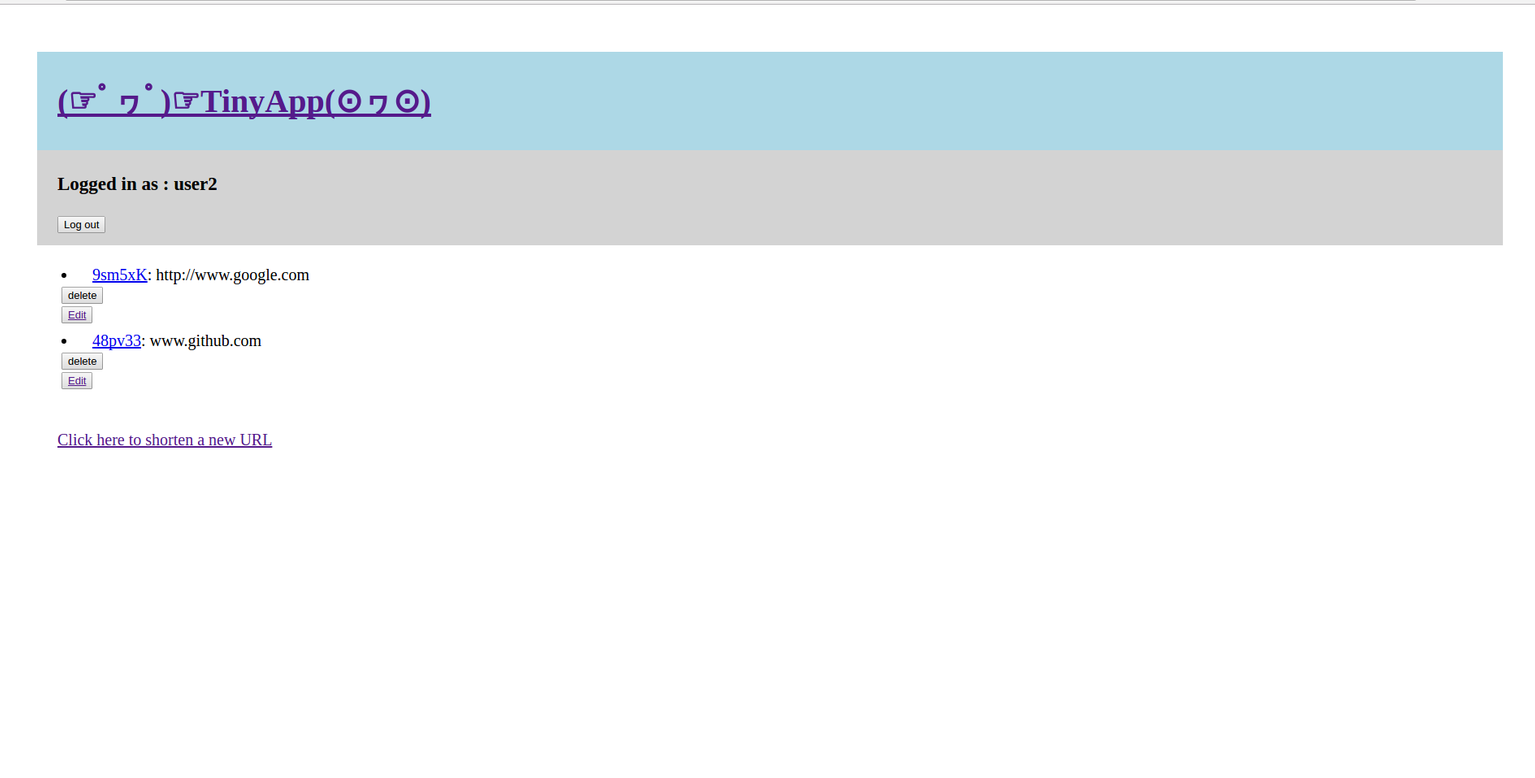 (☞ﾟヮﾟ)☞TinyApp(⊙ヮ⊙)
Logged in as : user2
Log out
9sm5xK: http://www.google.com
delete
Edit
48pv33: www.github.com
delete
Edit
Click here to shorten a new URL